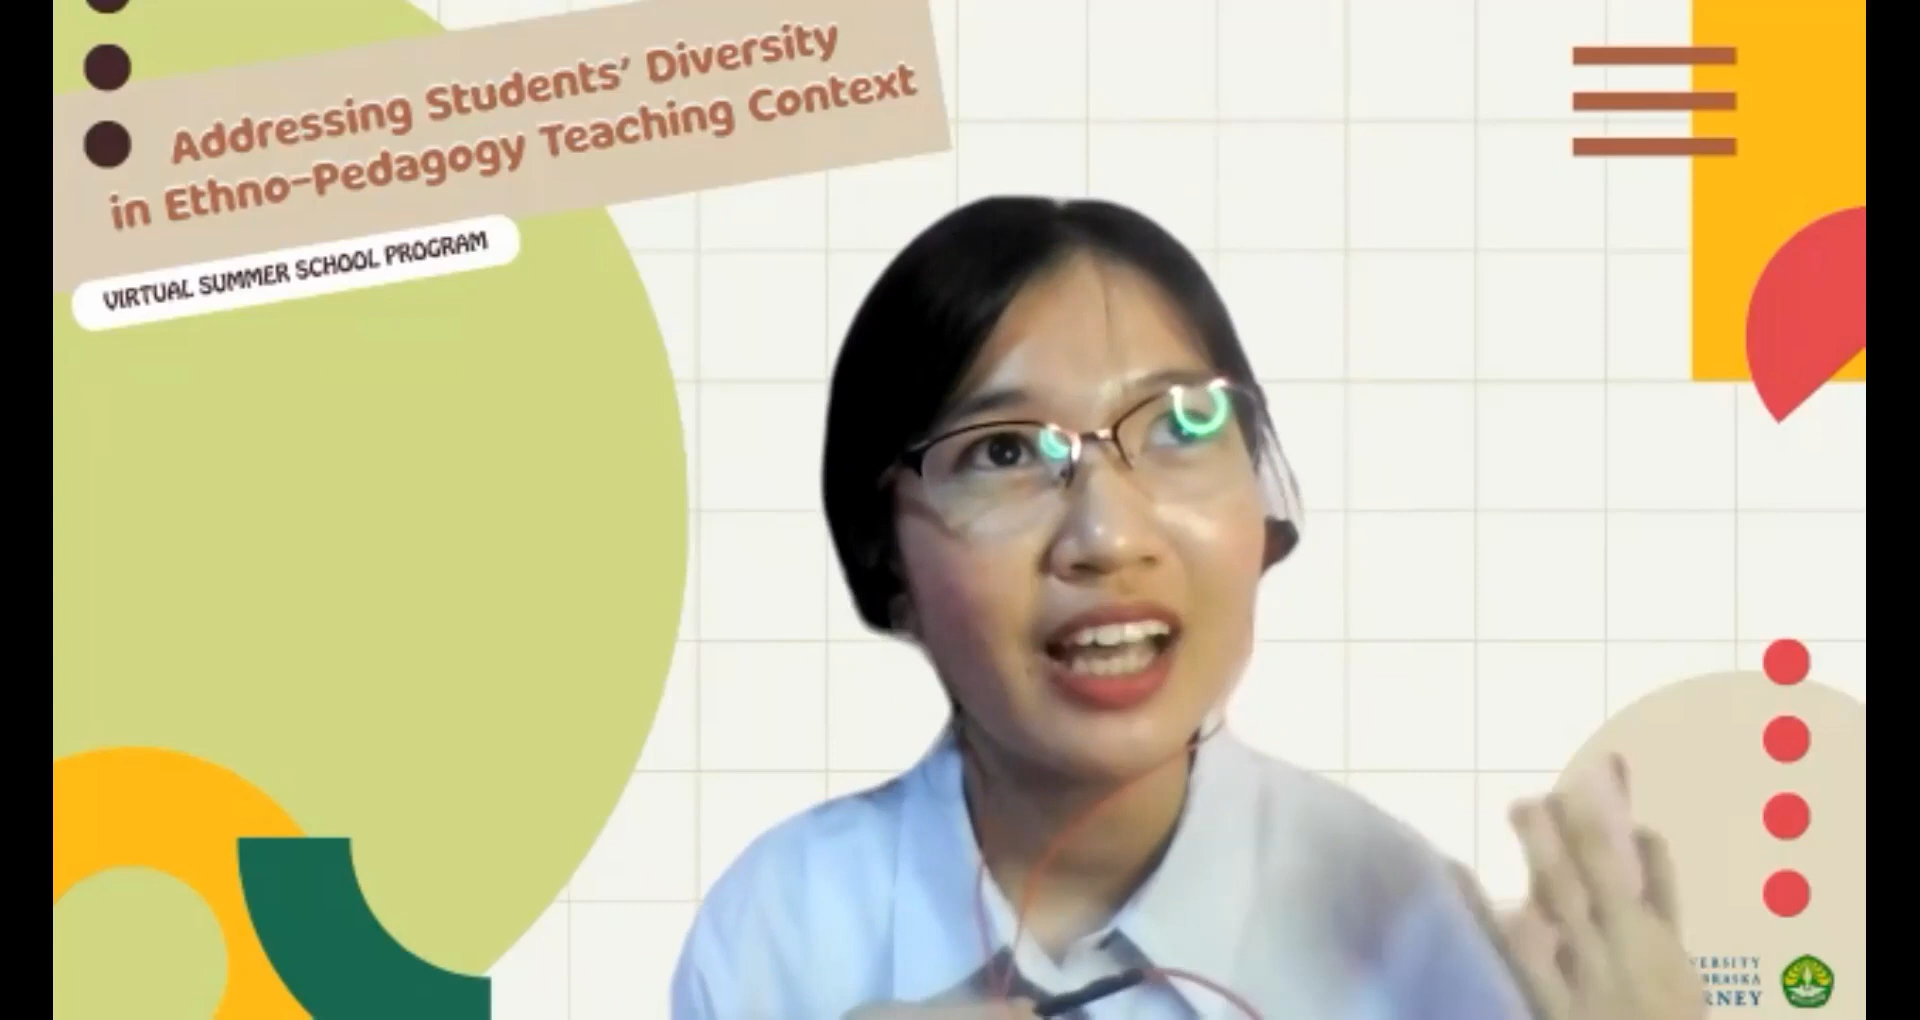 Addressing Students' Diversity
in Ethno-Pedagogy Teaching Context
VIRTUAL SUMMER SCHOOL PROGRAM